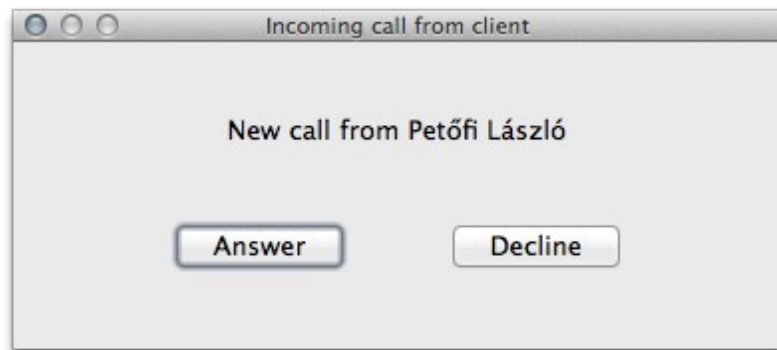 Incoming call from client
New call from Petőfi László
Answer Decline